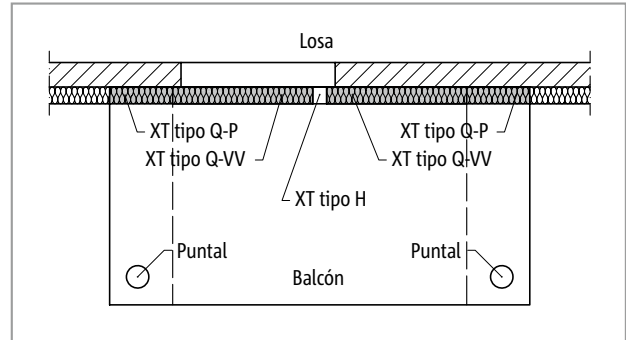 Losa
XT tipo Q-P
XT tipo Q-P
XT tipo Q-VV
XT tipo Q-VV
XT tipo H
Puntal
Puntal
Balcón